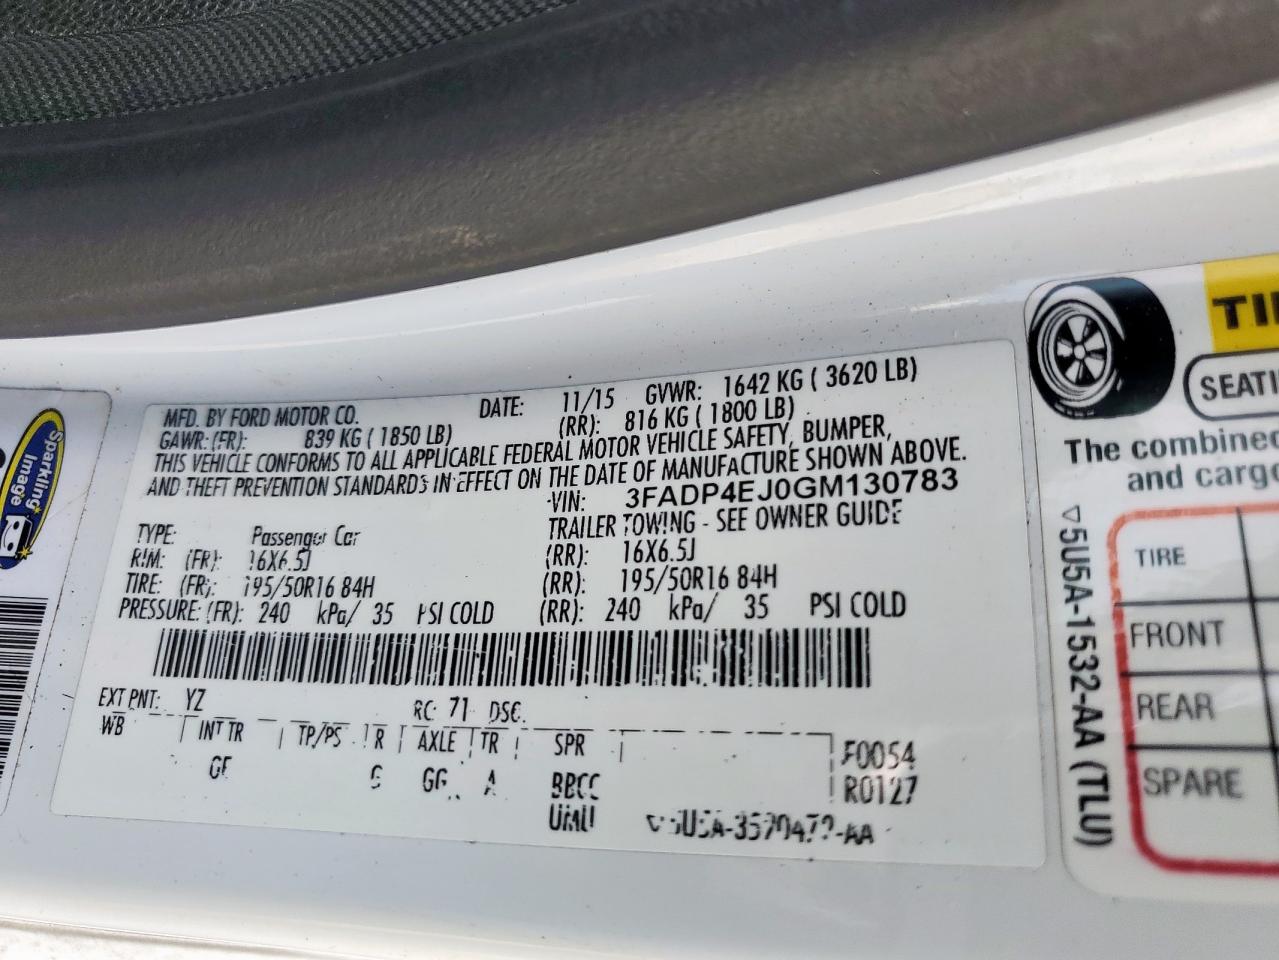 MFD. BY FORD MOTOR CO. DATE: 11/15 GVWR: 1642 KG ( 3620 LB)
GAWR: (FR): 839 KG ( 1850 LB) (RR): 816 KG ( 1800 LB)
THIS VEHICLE CONFORMS TO ALL APPLICABLE FEDERAL MOTOR VEHICLE SAFETY, BUMPER,
AND THEFT PREVENTION STANDARDS IN EFFECT ON THE DATE OF MANUFACTURE SHOWN ABOVE.
VIN: 3FADP4EJ0GM130783
TYPE: Passenger Car TRAILER TOWING - SEE OWNER GUIDE
RIM: (FR): 16X6.5J (RR): 16X6.5J
TIRE: (FR): 195/50R16 84H (RR): 195/50R16 84H
PRESSURE: (FR): 240 kPa/ 35 PSI COLD (RR): 240 kPa/ 35 PSI COLD
EXT PNT: YZ RC: 71 DSO:
WB INT TR TP/PS R AXLE TR SPR
GG A
F0054
R0127
Sparkling
Image
TI
SEATI
The combined
and cargo
TIRE
FRONT
REAR
SPARE
▽5U5A-1532-AA (TLU)